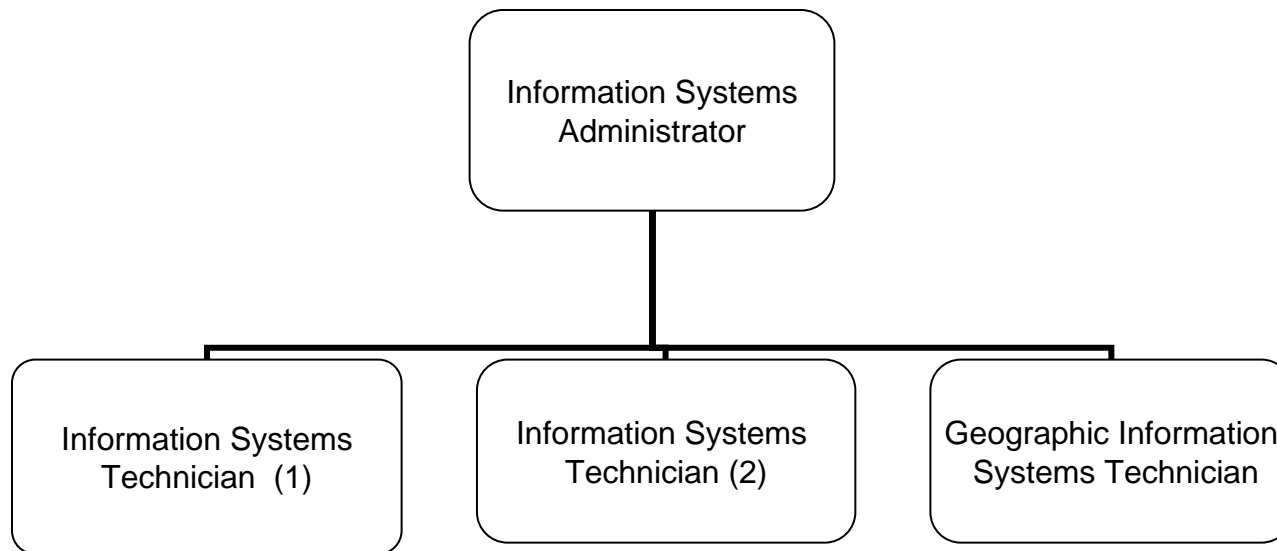 Information Systems
Administrator
Information Systems
Technician  (1)
Information Systems
Technician (2)
Geographic Information
Systems Technician